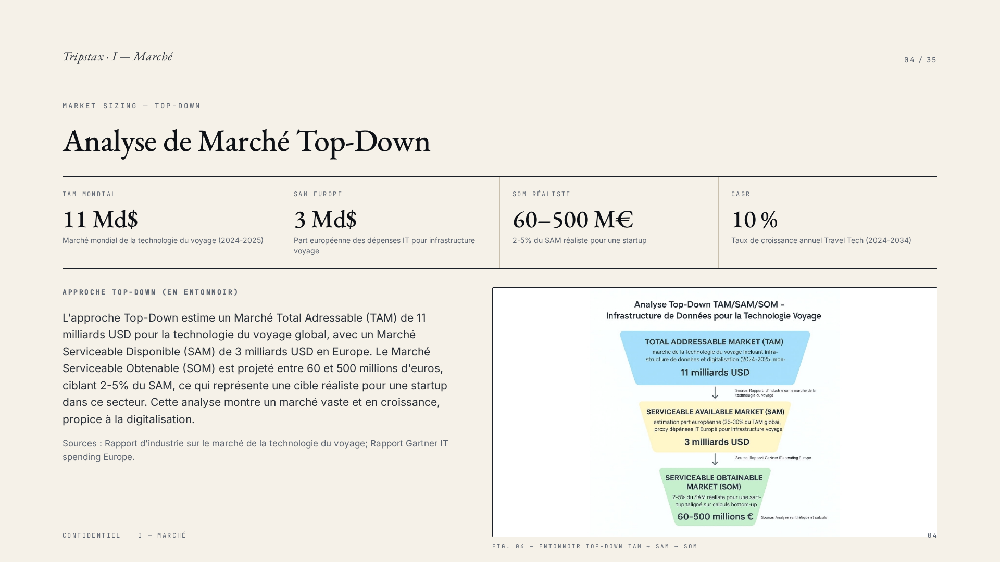 Tripstax · I — Marché
04 / 35
MARKET SIZING — TOP-DOWN
Analyse de Marché Top-Down
TAM MONDIAL
11 Md$
Marché mondial de la technologie du voyage (2024-2025)
SAM EUROPE
3 Md$
Part européenne des dépenses IT pour infrastructure
voyage
SOM RÉALISTE
60–500 M€
2-5% du SAM réaliste pour une startup
CAGR
10 %
Taux de croissance annuel Travel Tech (2024-2034)
APPROCHE TOP-DOWN (EN ENTONNOIR)
L'approche Top-Down estime un Marché Total Adressable (TAM) de 11
milliards USD pour la technologie du voyage global, avec un Marché
Serviceable Disponible (SAM) de 3 milliards USD en Europe. Le Marché
Serviceable Obtenable (SOM) est projeté entre 60 et 500 millions d'euros,
ciblant 2-5% du SAM, ce qui représente une cible réaliste pour une startup
dans ce secteur. Cette analyse montre un marché vaste et en croissance,
propice à la digitalisation.
Sources : Rapport d'industrie sur le marché de la technologie du voyage; Rapport Gartner IT
spending Europe.
Analyse Top-Down TAM/SAM/SOM –
Infrastructure de Données pour la Technologie Voyage
TOTAL ADDRESSABLE MARKET (TAM)
marche de la technologie du voyage incluant infra-
structure de données et digitalisation (2024–2025, mon-
11 milliards USD
Source: Rapport: d'industrie sur le marche de la
technologie du voyagé
SERVICEABLE AVAILABLE MARKET (SAM)
estimation part européenne (25-30% du TAM global,
proxy dépénses IT Europé pour infrastructure voyage
3 milliards USD
Source: Rapport Gartner IT spending Europe
SERVICEABLE OBTAINABLE
MARKET (SOM)
2-5% du SAM réaliste pour une sart-
tup taligné sur calculs bottom-up
60–500 millions €
Source: Analyse synthétique et calculs
CONFIDENTIEL I — MARCHÉ
04
FIG. 04 — ENTONNOIR TOP-DOWN TAM → SAM → SOM